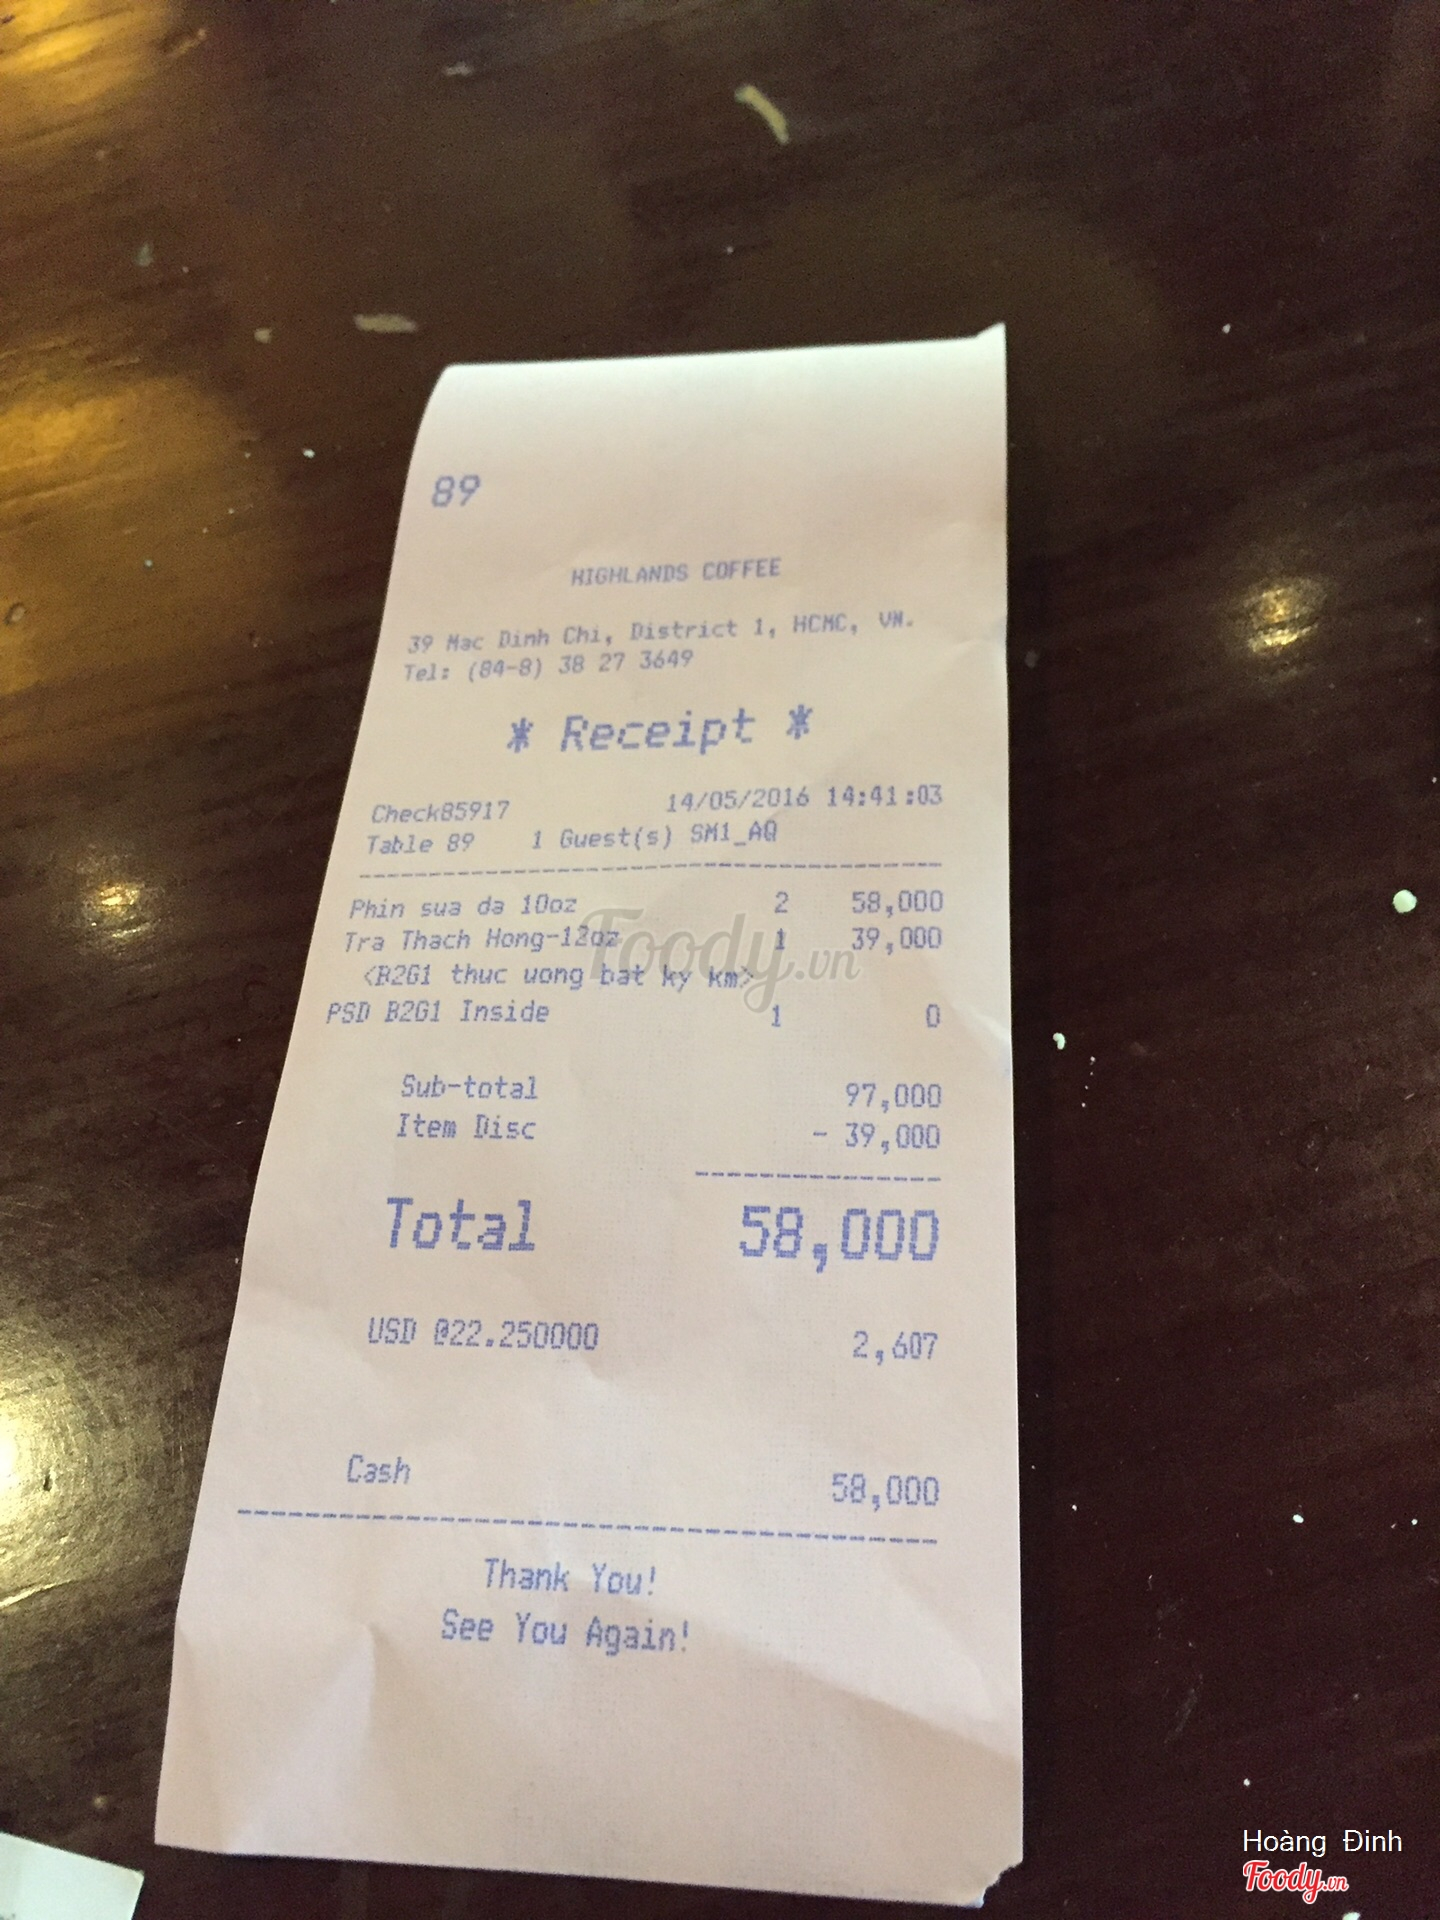 89
HIGHLANDS COFFEE
39 Mac Dinh Chi, District 1, HCMC, VN.
Tel: (84-8) 38 27 3649
* Receipt *
Check85917 14/05/2016 14:41:03
Table 89 1 Guest(s) SM1_AQ
Phin sua da 10oz 2 58,000
Tra Thach Hong-12oz 1 39,000
<B2G1 thuc uong bat ky km>
PSD B2G1 Inside 1 0
Sub-total 97,000
Item Disc - 39,000
Total 58,000
USD @22.250000 2,607
Cash 58,000
Thank You!
See You Again!
Foody.vn
Hoàng Đinh
Foody.vn